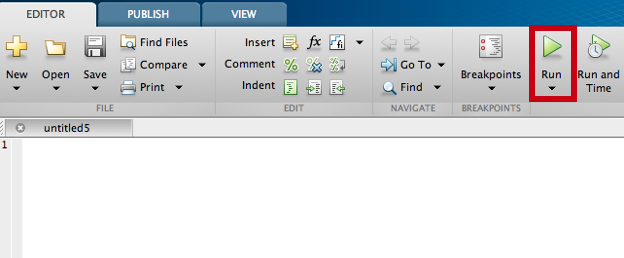 EDITOR PUBLISH VIEW
New Open Save
Find Files
Compare
Print
FILE
Insert fx fi
Comment % % %
Indent
EDIT
Go To
Find
NAVIGATE
Breakpoints
BREAKPOINTS
Run
Run and
Time
untitled5
1